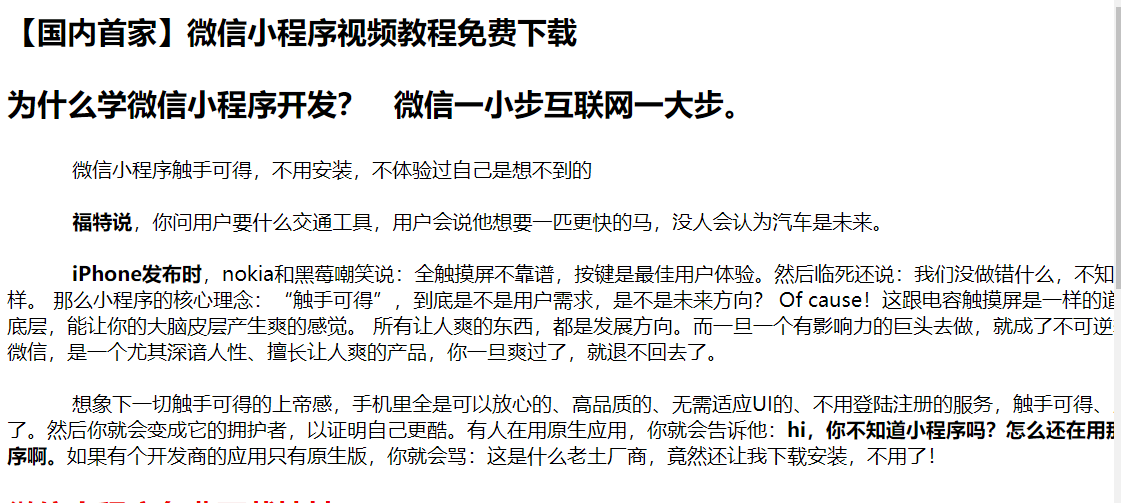 【国内首家】微信小程序视频教程免费下载
为什么学微信小程序开发？ 微信一小步互联网一大步。
微信小程序触手可得，不用安装，不体验过自己是想不到的
福特说，你问用户要什么交通工具，用户会说他想要一匹更快的马，没人会认为汽车是未来。
iPhone发布时，nokia和黑莓嘲笑说：全触摸屏不靠谱，按键是最佳用户体验。然后临死还说：我们没做错什么，不知
样。 那么小程序的核心理念：“触手可得”，到底是不是用户需求，是不是未来方向？ Of cause！这跟电容触摸屏是一样的道
底层，能让你的大脑皮层产生爽的感觉。 所有让人爽的东西，都是发展方向。而一旦一个有影响力的巨头去做，就成了不可逆
微信，是一个尤其深谙人性、擅长让人爽的产品，你一旦爽过了，就退不回去了。
想象下一切触手可得的上帝感，手机里全是可以放心的、高品质的、无需适应UI的、不用登陆注册的服务，触手可得、
了。然后你就会变成它的拥护者，以证明自己更酷。有人在用原生应用，你就会告诉他：hi，你不知道小程序吗？怎么还在用那
序啊。如果有个开发商的应用只有原生版，你就会骂：这是什么老土厂商，竟然还让我下载安装，不用了！